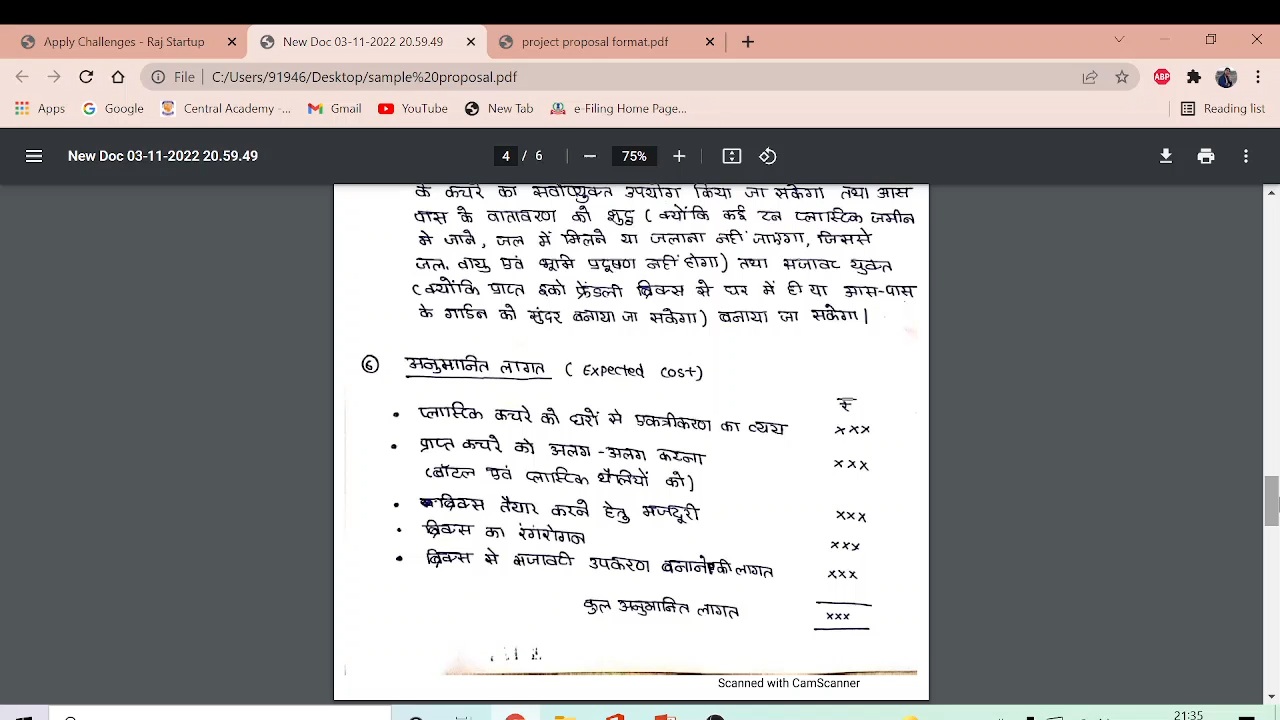 Apply Challenges - Raj Startup
New Doc 03-11-2022 20.59.49
project proposal format.pdf
File
C:/Users/91946/Desktop/sample%20proposal.pdf
ABP
Apps
Google
Central Academy -...
Gmail
YouTube
New Tab
e-Filing Home Page...
Reading list
New Doc 03-11-2022 20.59.49
4 / 6
75%
के कचरे का सर्वोपयुक्त उपयोग किया जा सकेगा तथा आस
पास के वातावरण को शुद्ध (क्योंकि कई टन प्लास्टिक जमीन
में जाने, जल में मिलने या जलाना नहीं जाएगा, जिससे
जल, वायु एवं भूमि प्रदूषण नहीं होगा) तथा सजावट युक्त
(क्योंकि प्राप्त इको फ्रेंडली ब्रिक्स से घर में ही या आस-पास
के गार्डन को सुंदर बनाया जा सकेगा) बनाया जा सकेगा।
⑥ अनुमानित लागत (Expected cost)
₹
• प्लास्टिक कचरे को घरों से एकत्रीकरण का व्यय xxx
• प्राप्त कचरे को अलग-अलग करना xxx
(बॉटल एवं प्लास्टिक थैलियों को)
• ब्रिक्स तैयार करने हेतु मजदूरी xxx
• ब्रिक्स का रंगरोगन xxx
• ब्रिक्स से सजावटी उपकरण बनाने की लागत xxx
कुल अनुमानित लागत xxx
Scanned with CamScanner
21:35